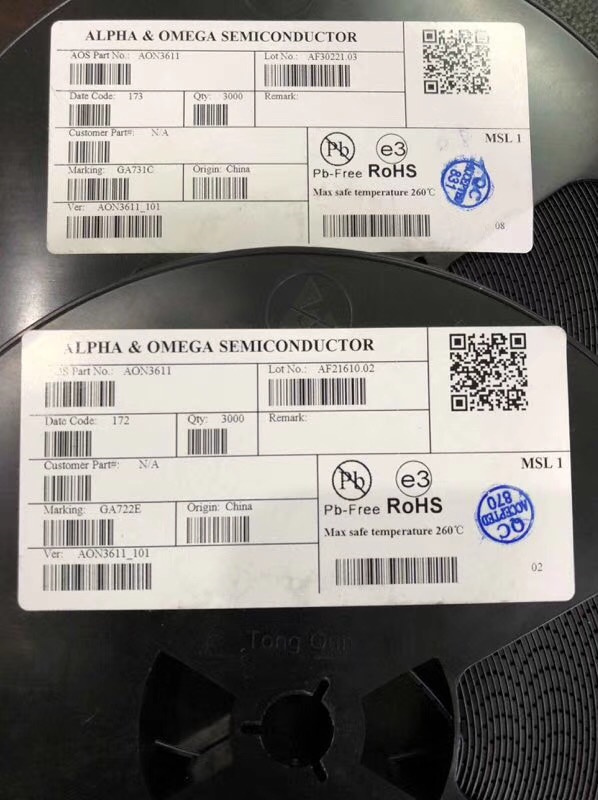 ALPHA & OMEGA SEMICONDUCTOR
AOS Part No.: AON3611
Lot No.: AF30221.03
Date Code: 173
Qty: 3000
Remark:
Customer Part#: N/A
Marking: GA731C
Origin: China
Ver: AON3611_101
Pb
e3
MSL 1
Pb-Free RoHS
Max safe temperature 260℃
QC
ACCEPTED
831
08
ALPHA & OMEGA SEMICONDUCTOR
AOS Part No.: AON3611
Lot No.: AF21610.02
Date Code: 172
Qty: 3000
Remark:
Customer Part#: N/A
Marking: GA722E
Origin: China
Ver: AON3611_101
Pb
e3
MSL 1
Pb-Free RoHS
Max safe temperature 260℃
870
ACCEPTED
QC
02
Tong